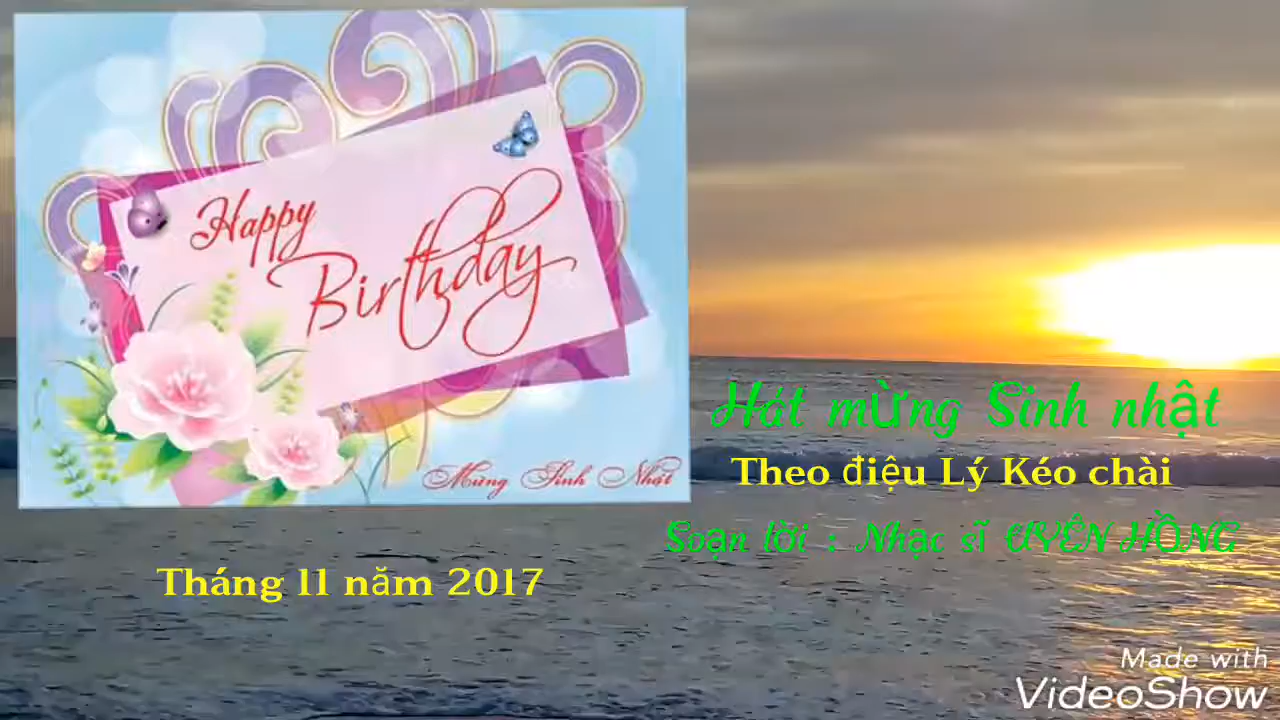 Happy
Birthday
Mừng Sinh Nhật
Hát mừng Sinh nhật
Theo điệu Lý Kéo chài
Soạn lời : Nhạc sĩ UYÊN HỒNG
Tháng 11 năm 2017
Made with
VideoShow